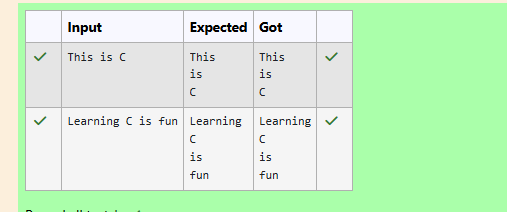 Input Expected Got
This is C This This
is is
C C
Learning C is fun Learning Learning
C C
is is
fun fun